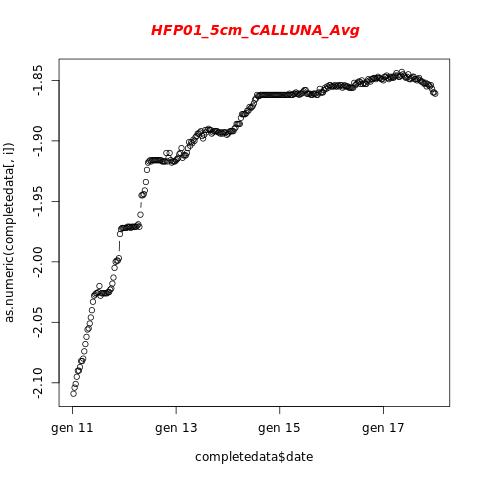 HFP01_5cm_CALLUNA_Avg
as.numeric(completedata[, i])
-1.85
-1.90
-1.95
-2.00
-2.05
-2.10
gen 11 gen 13 gen 15 gen 17
completedata$date